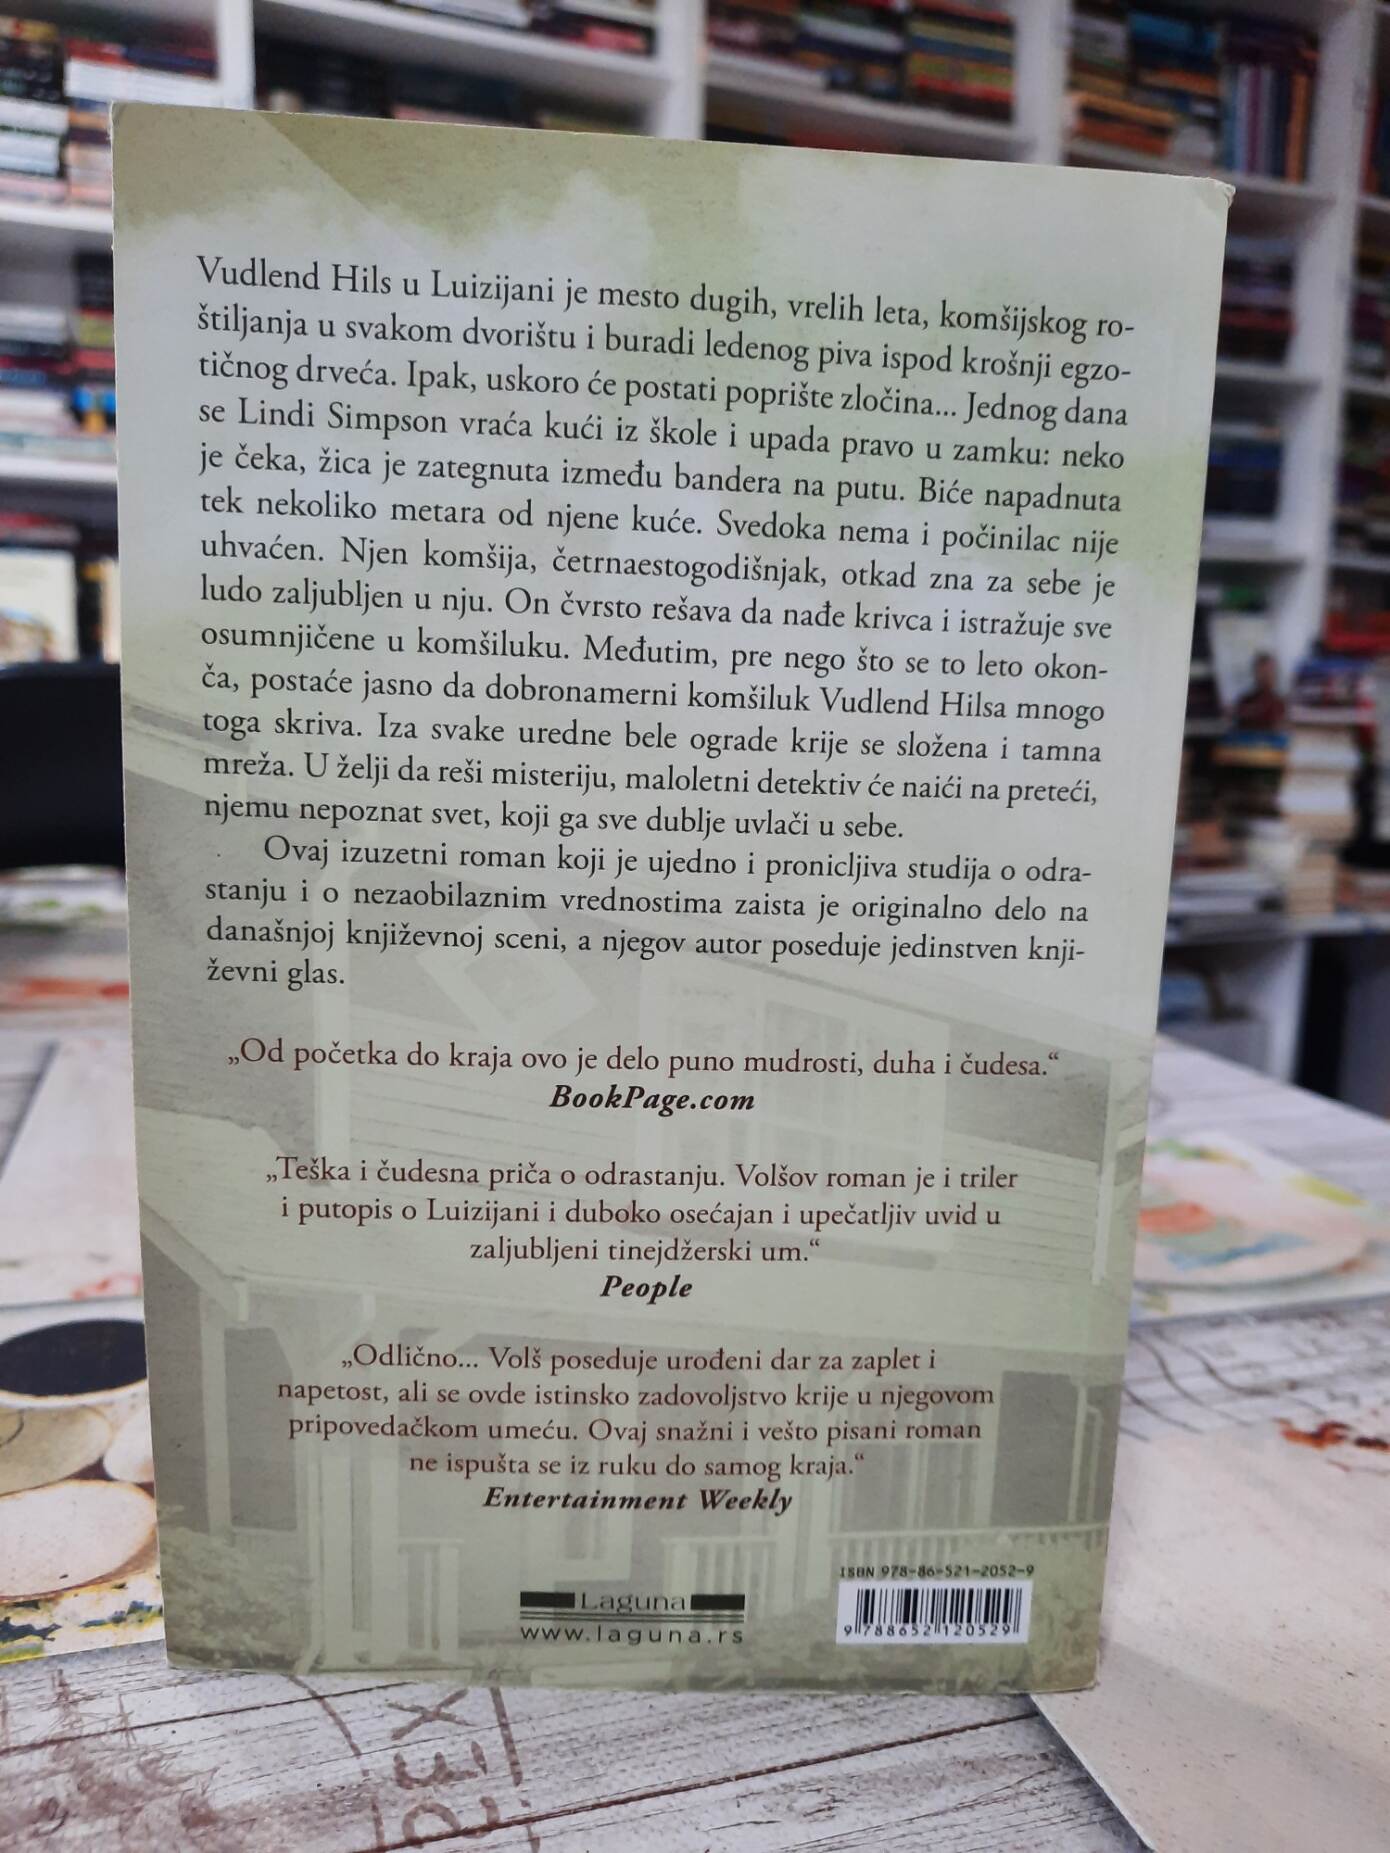 Vudlend Hils u Luizijani je mesto dugih, vrelih leta, komšijskog ro-
štiljanja u svakom dvorištu i buradi ledenog piva ispod krošnji egzo-
tičnog drveća. Ipak, uskoro će postati poprište zločina... Jednog dana
se Lindi Simpson vraća kući iz škole i upada pravo u zamku: neko
je čeka, žica je zategnuta između bandera na putu. Biće napadnuta
tek nekoliko metara od njene kuće. Svedoka nema i počinilac nije
uhvaćen. Njen komšija, četrnaestogodišnjak, otkad zna za sebe je
ludo zaljubljen u nju. On čvrsto rešava da nađe krivca i istražuje sve
osumnjičene u komšiluku. Međutim, pre nego što se to leto okon-
ča, postaće jasno da dobronamerni komšiluk Vudlend Hilsa mnogo
toga skriva. Iza svake uredne bele ograde krije se složena i tamna
mreža. U želji da reši misteriju, maloletni detektiv će naići na preteći,
njemu nepoznat svet, koji ga sve dublje uvlači u sebe.
Ovaj izuzetni roman koji je ujedno i pronicljiva studija o odra-
stanju i o nezaobilaznim vrednostima zaista je originalno delo na
današnjoj književnoj sceni, a njegov autor poseduje jedinstven knji-
ževni glas.
„Od početka do kraja ovo je delo puno mudrosti, duha i čudesa.“
BookPage.com
„Teška i čudesna priča o odrastanju. Volšov roman je i triler
i putopis o Luizijani i duboko osećajan i upečatljiv uvid u
zaljubljeni tinejdžerski um.“
People
„Odlično... Volš poseduje urođeni dar za zaplet i
napetost, ali se ovde istinsko zadovoljstvo krije u njegovom
pripovedačkom umeću. Ovaj snažni i vešto pisani roman
ne ispušta se iz ruku do samog kraja.“
Entertainment Weekly
ISBN 978-86-521-2052-9
Laguna
www.laguna.rs
9 788652 120529